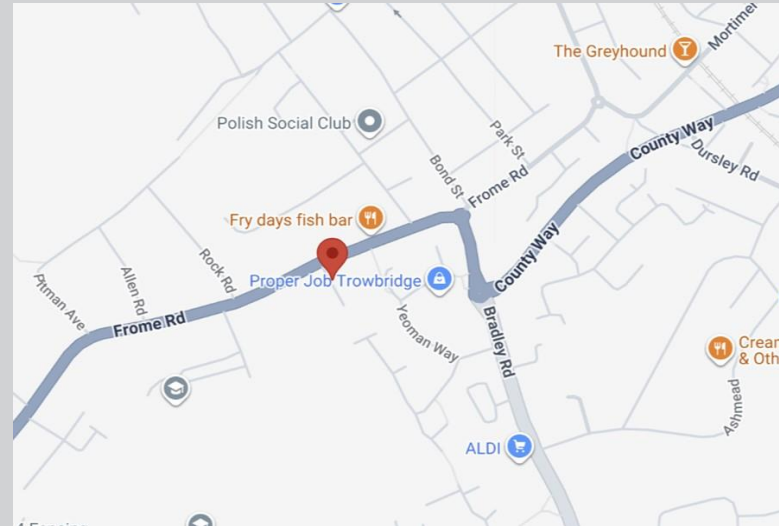 The Greyhound
Mortimer
Polish Social Club
Park St
County Way
Dursley Rd
Bond St
Frome Rd
Fry days fish bar
Rock Rd
Proper Job Trowbridge
County Way
Allen Rd
Pitman Ave
Frome Rd
Yeoman Way
Bradley Rd
Cream
& Oth
Ashmead
ALDI